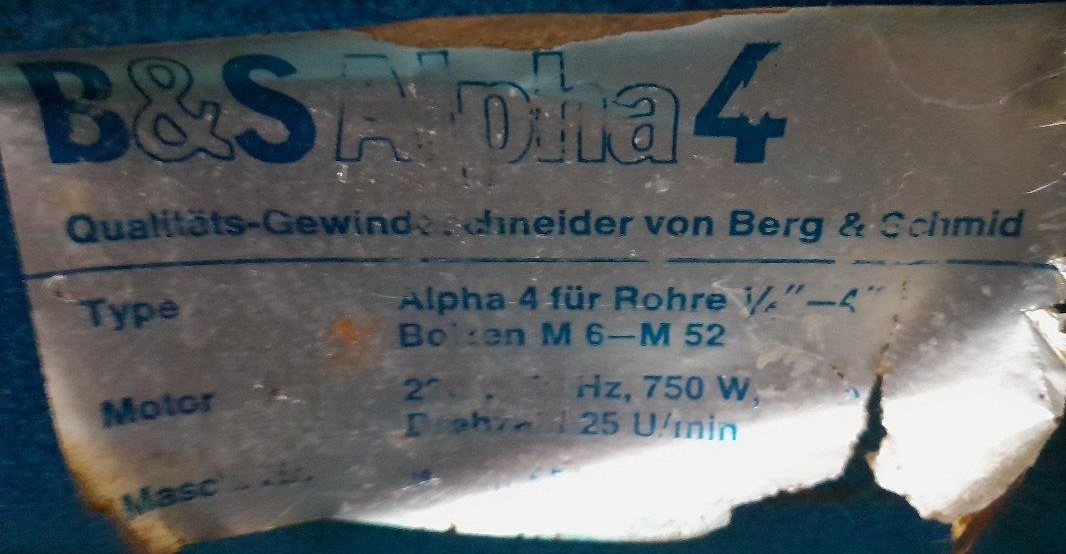 B&S Alpha 4
Qualitäts-Gewindeschneider von Berg & Schmid
Type Alpha 4 für Rohre
Bolzen M 6–M 52
Motor Hz, 750 W,
Drehzahl 25 U/min